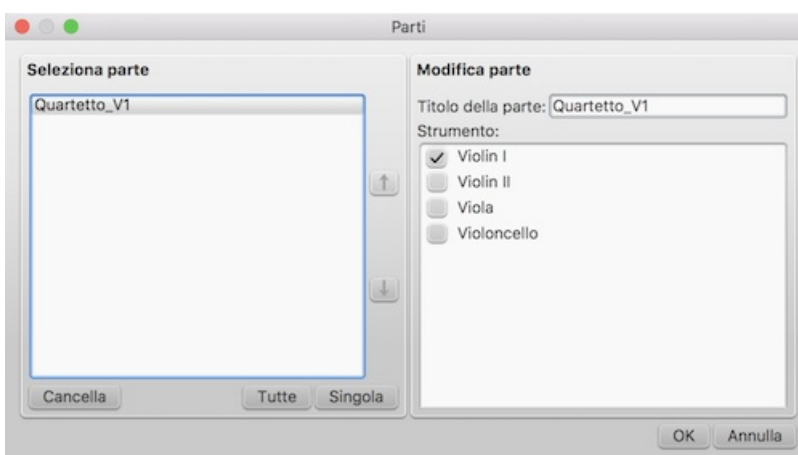 Parti
Seleziona parte
Quartetto_V1
Cancella
Tutte
Singola
Modifica parte
Titolo della parte: Quartetto_V1
Strumento:
Violin I
Violin II
Viola
Violoncello
OK
Annulla